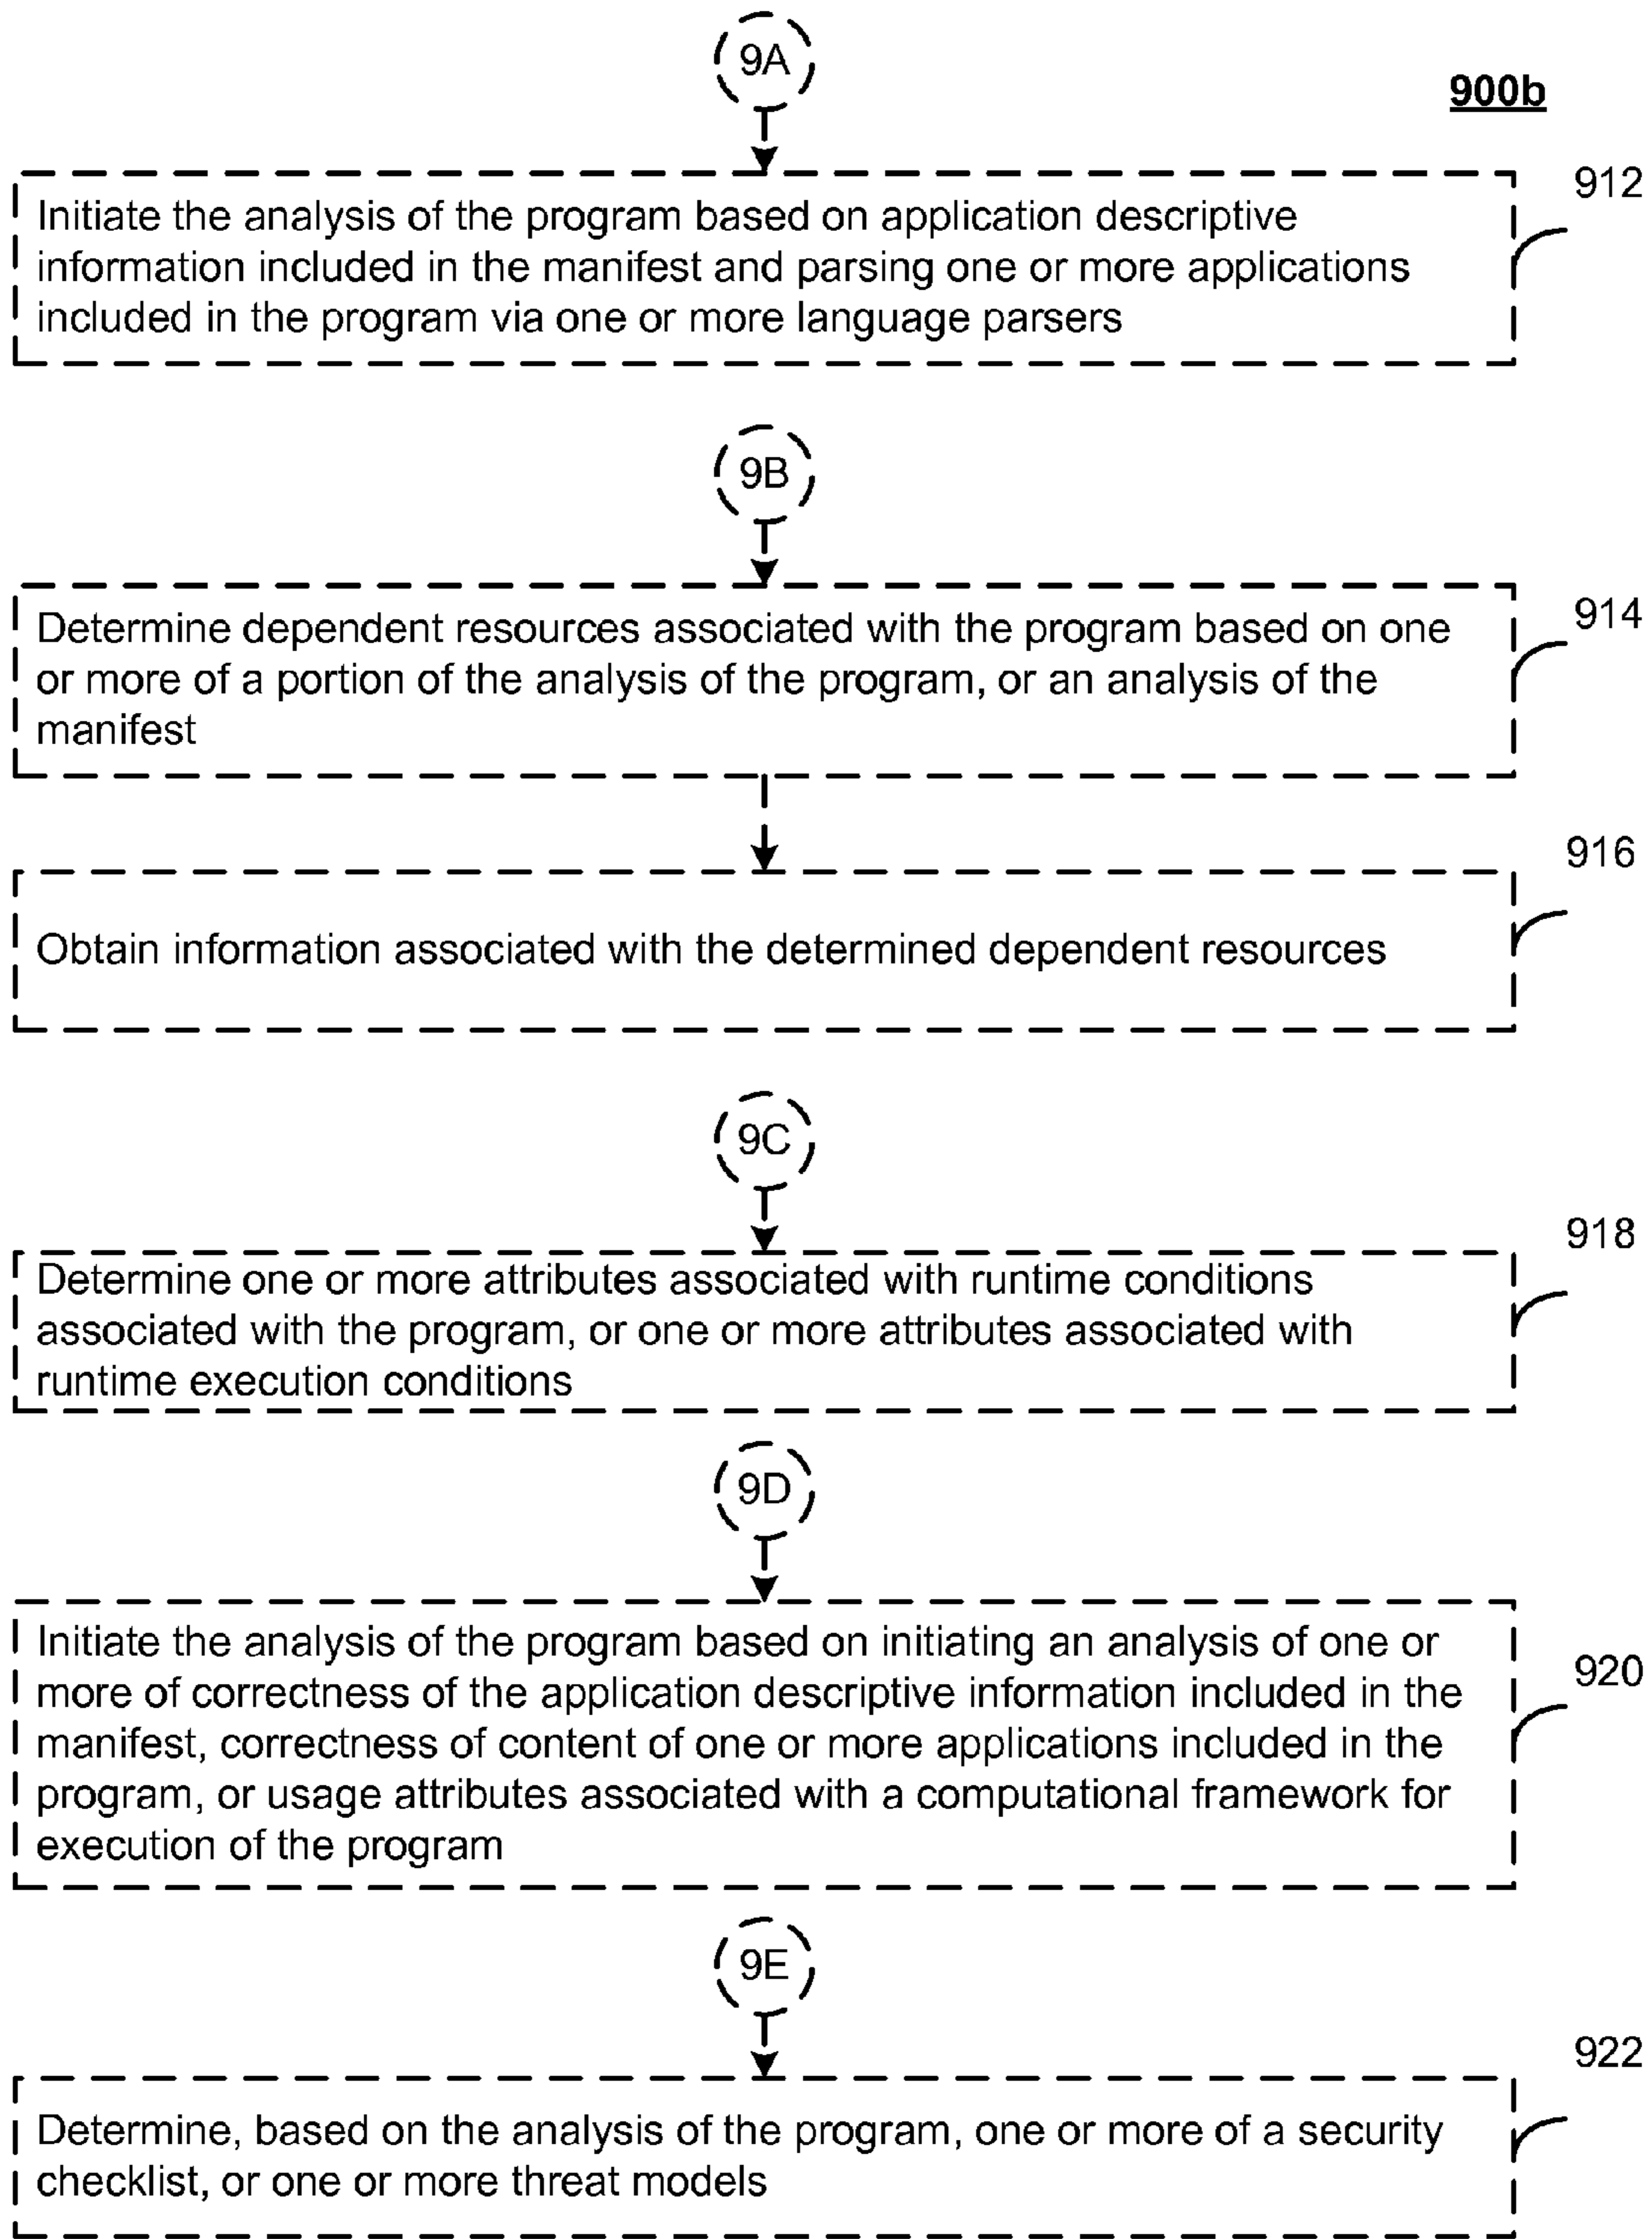 9A
900b
912
Initiate the analysis of the program based on application descriptive
information included in the manifest and parsing one or more applications
included in the program via one or more language parsers
9B
914
Determine dependent resources associated with the program based on one
or more of a portion of the analysis of the program, or an analysis of the
manifest
916
Obtain information associated with the determined dependent resources
9C
918
Determine one or more attributes associated with runtime conditions
associated with the program, or one or more attributes associated with
runtime execution conditions
9D
920
Initiate the analysis of the program based on initiating an analysis of one or
more of correctness of the application descriptive information included in the
manifest, correctness of content of one or more applications included in the
program, or usage attributes associated with a computational framework for
execution of the program
9E
922
Determine, based on the analysis of the program, one or more of a security
checklist, or one or more threat models